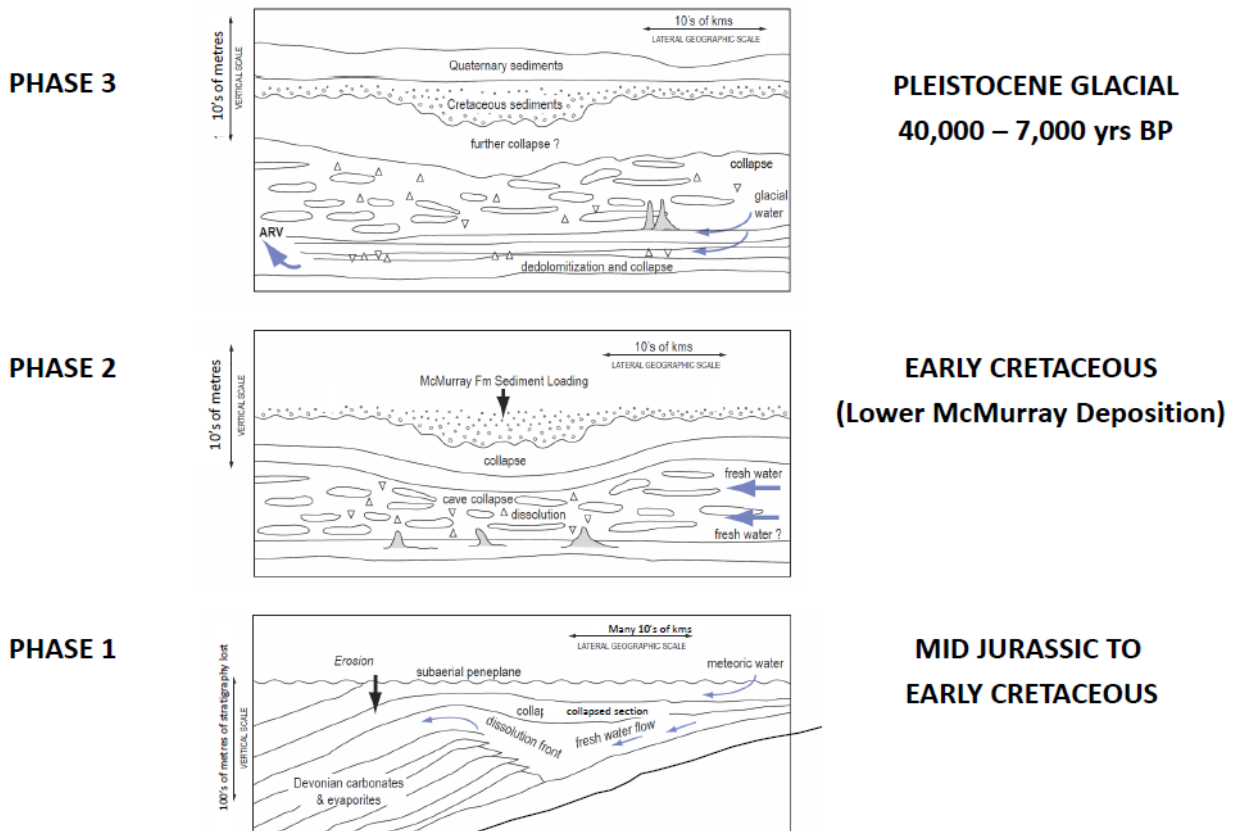 PHASE 3
10's of metres
VERTICAL SCALE
10's of kms
LATERAL GEOGRAPHIC SCALE
Quaternary sediments
Cretaceous sediments
further collapse ?
collapse
glacial
water
ARV
dedolomitization and collapse
PLEISTOCENE GLACIAL
40,000 – 7,000 yrs BP
PHASE 2
10's of metres
VERTICAL SCALE
10's of kms
LATERAL GEOGRAPHIC SCALE
McMurray Fm Sediment Loading
collapse
fresh water
cave collapse
dissolution
fresh water ?
EARLY CRETACEOUS
(Lower McMurray Deposition)
PHASE 1
100's of metres of stratigraphy lost
VERTICAL SCALE
Many 10's of kms
LATERAL GEOGRAPHIC SCALE
Erosion
subaerial peneplane
meteoric water
collap collapsed section
dissolution front
fresh water flow
Devonian carbonates
& evaporites
MID JURASSIC TO
EARLY CRETACEOUS